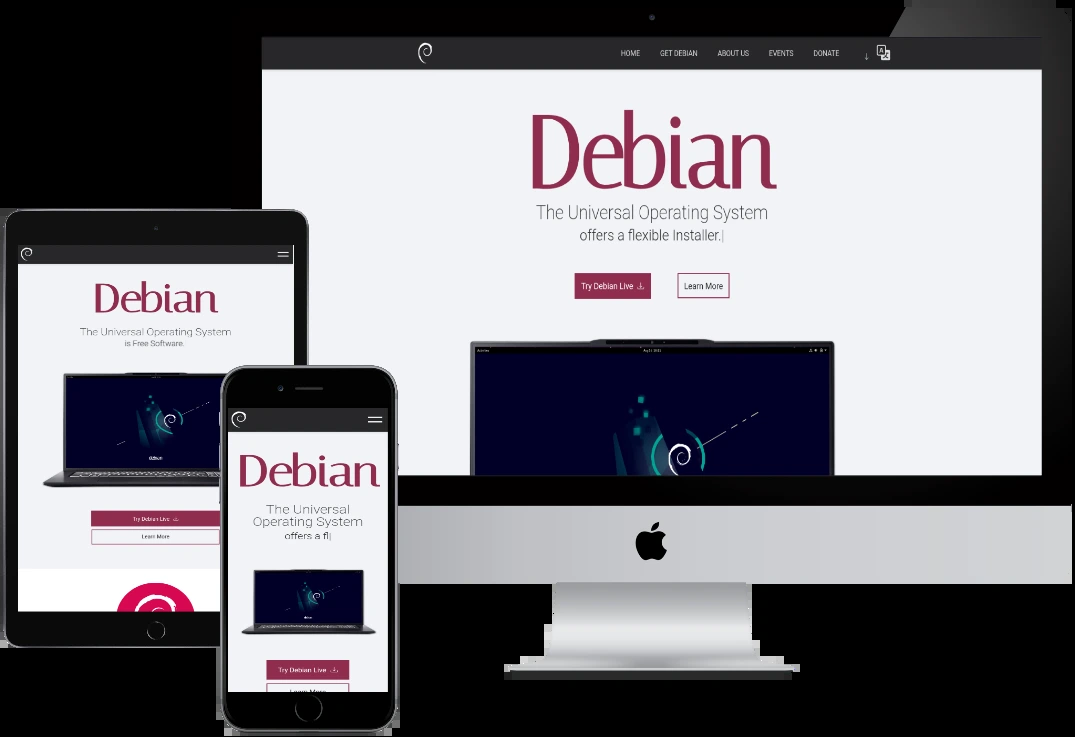 HOME GET DEBIAN ABOUT US EVENTS DONATE
Debian
The Universal Operating System
offers a flexible Installer.
Try Debian Live
Learn More
Debian
The Universal Operating System
is Free Software.
Try Debian Live
Learn More
Debian
The Universal
Operating System
offers a fl
Try Debian Live
Learn More